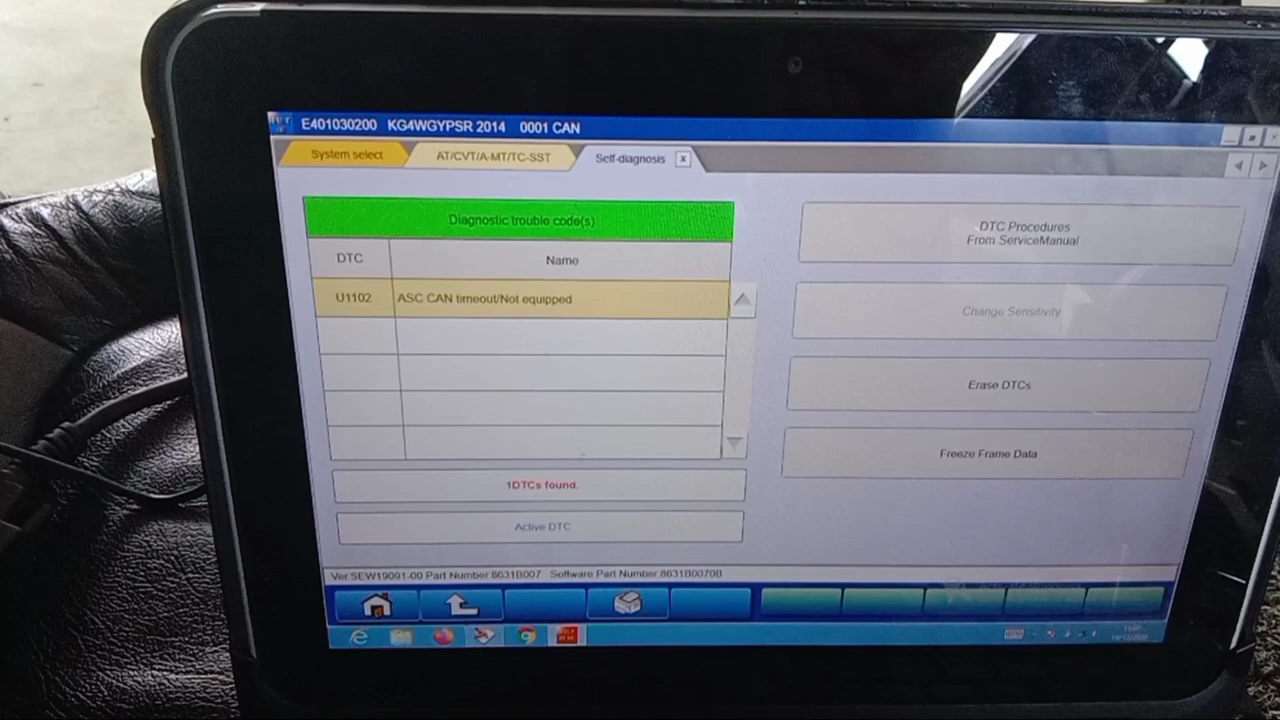 E401030200 KG4WGYPSR 2014 0001 CAN
System select
AT/CVT/A-MT/TC-SST
Self-diagnosis
x
Diagnostic trouble code(s)
DTC Name
U1102 ASC CAN timeout/Not equipped
1DTCs found.
Active DTC
DTC Procedures
From ServiceManual
Change Sensitivity
Erase DTCs
Freeze Frame Data
Ver.SEW19091-00 Part Number:8631B007 Software Part Number:8631B0070B